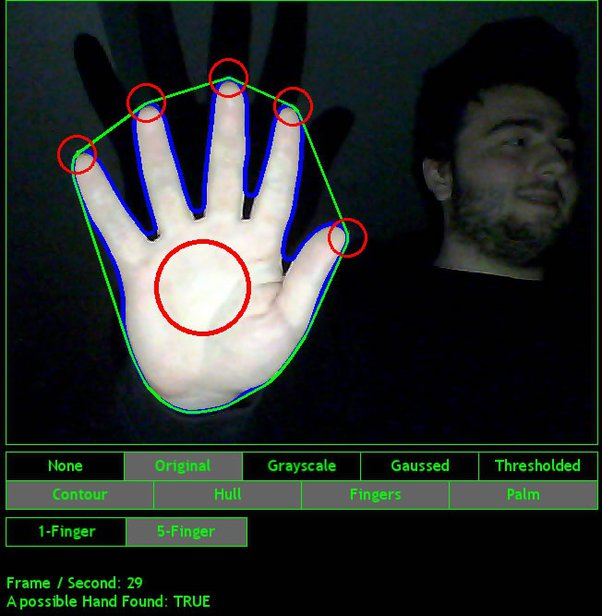 None Original Grayscale Gaussed Thresholded
Contour Hull Fingers Palm
1-Finger 5-Finger
Frame / Second: 29
A possible Hand Found: TRUE